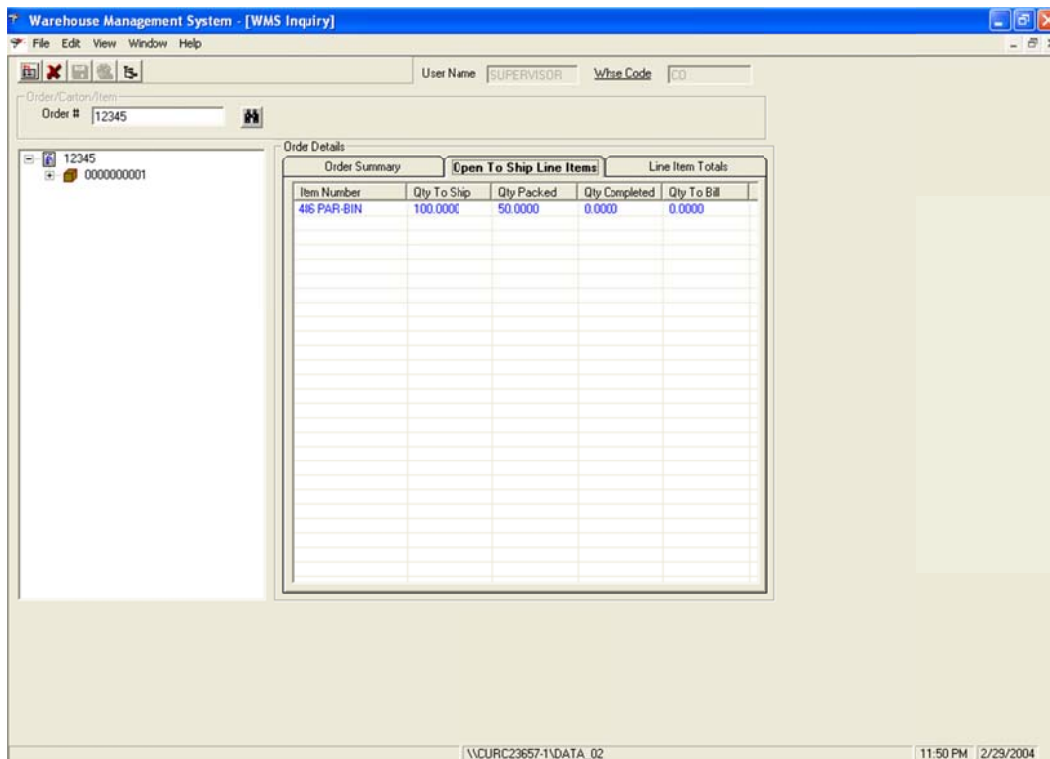 Warehouse Management System - [WMS Inquiry]
File Edit View Window Help
User Name SUPERVISOR Whse Code CO
Order/Carton/Item
Order # 12345
12345
0000000001
Orde Details
Order Summary Open To Ship Line Items Line Item Totals
Item Number Qty To Ship Qty Packed Qty Completed Qty To Bill
4I6 PAR-BIN 100.0000 50.0000 0.0000 0.0000
\\CURC23657-1\DATA 02 11:50 PM 2/29/2004